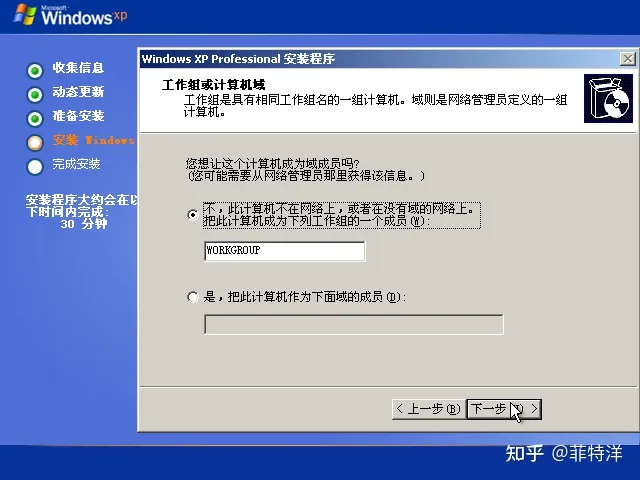 Microsoft
Windows xp
收集信息
动态更新
准备安装
安装 Windows
完成安装
安装程序大约会在以
下时间内完成:
30 分钟
Windows XP Professional 安装程序
工作组或计算机域
工作组是具有相同工作组名的一组计算机。域则是网络管理员定义的一组
计算机。
您想让这个计算机成为域成员吗?
(您可能需要从网络管理员那里获得该信息。)
不,此计算机不在网络上,或者在没有域的网络上。
把此计算机成为下列工作组的一个成员(W):
WORKGROUP
是,把此计算机作为下面域的成员(D):
< 上一步(B)
下一步 >
知乎 @菲特洋